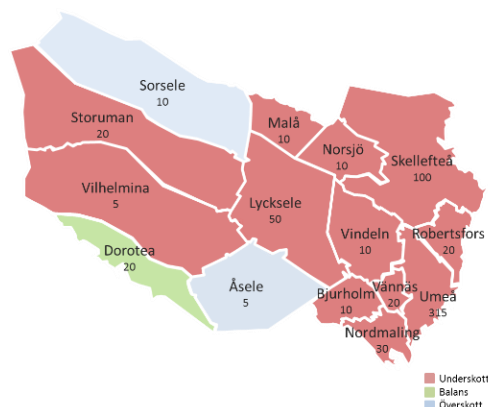 Sorsele
10
Storuman
20
Malå
10
Norsjö
10
Skellefteå
100
Vilhelmina
5
Lycksele
50
Vindeln
10
Robertsfors
20
Dorotea
20
Åsele
5
Bjurholm
10
Vännäs
20
Umeå
315
Nordmaling
30
Underskott
Balans
Överskott